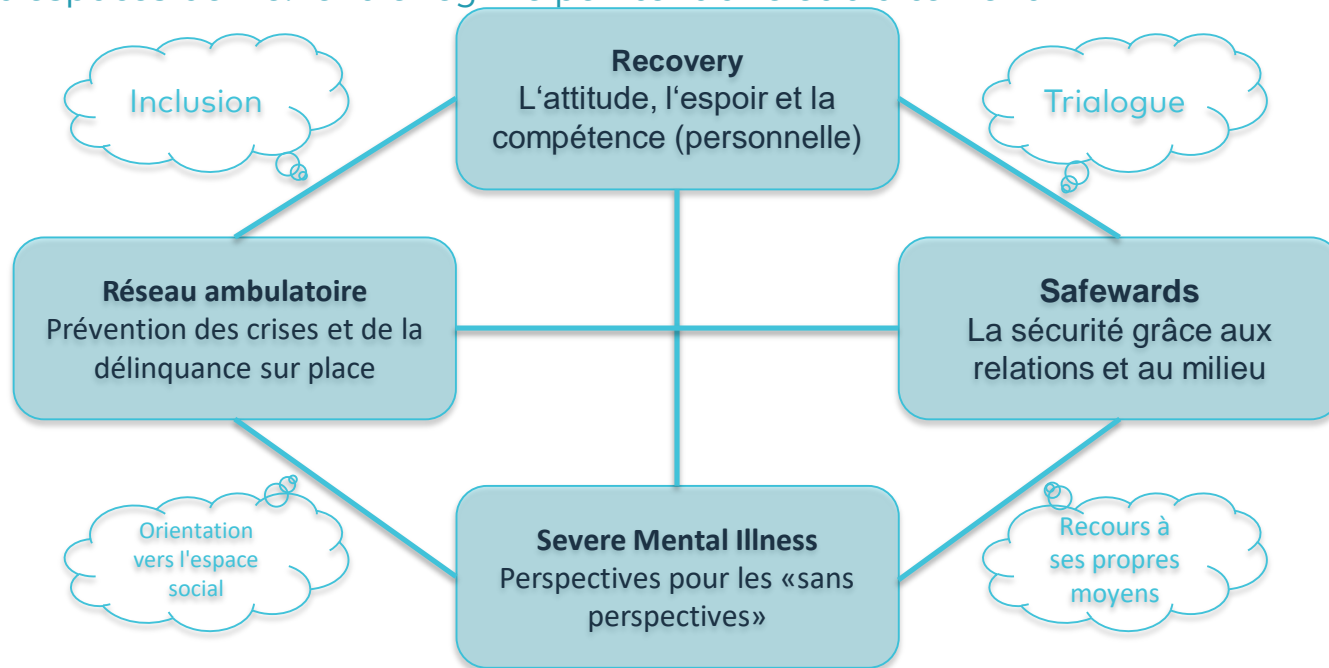 Recovery
L‘attitude, l‘espoir et la
compétence (personnelle)
Inclusion
Trialogue
Réseau ambulatoire
Prévention des crises et de la
délinquance sur place
Safewards
La sécurité grâce aux
relations et au milieu
Orientation
vers l'espace
social
Severe Mental Illness
Perspectives pour les «sans
perspectives»
Recours à
ses propres
moyens